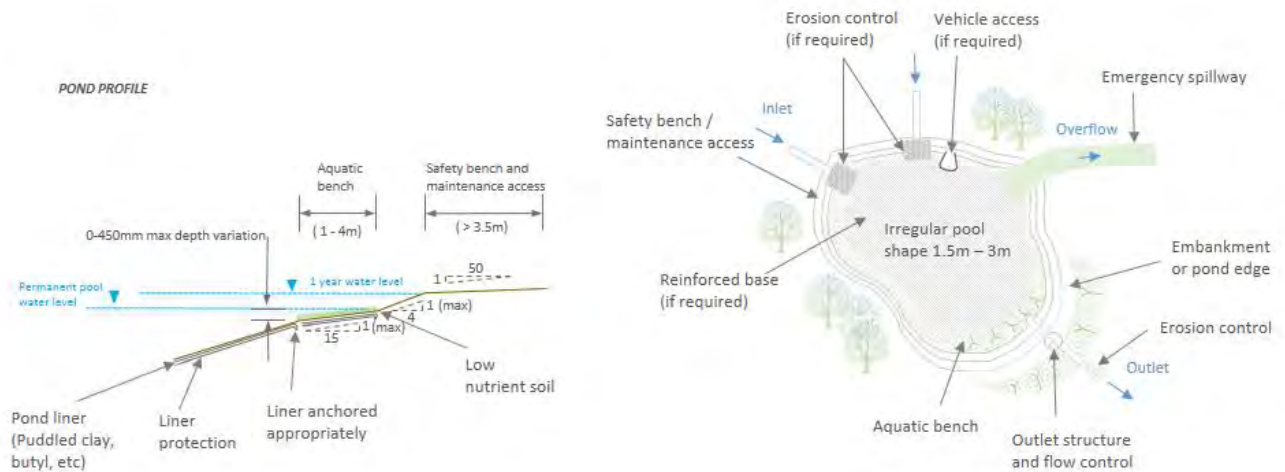 POND PROFILE
Aquatic
bench
Safety bench and
maintenance access
( 1 - 4m)
( > 3.5m)
0-450mm max depth variation
50
1
1 year water level
Permanent pool
water level
1 (max)
4
1 (max)
15
Low
nutrient soil
Pond liner
(Puddled clay,
butyl, etc)
Liner
protection
Liner anchored
appropriately
Erosion control
(if required)
Vehicle access
(if required)
Emergency spillway
Inlet
Overflow
Safety bench /
maintenance access
Irregular pool
shape 1.5m – 3m
Reinforced base
(if required)
Embankment
or pond edge
Erosion control
Outlet
Aquatic bench
Outlet structure
and flow control